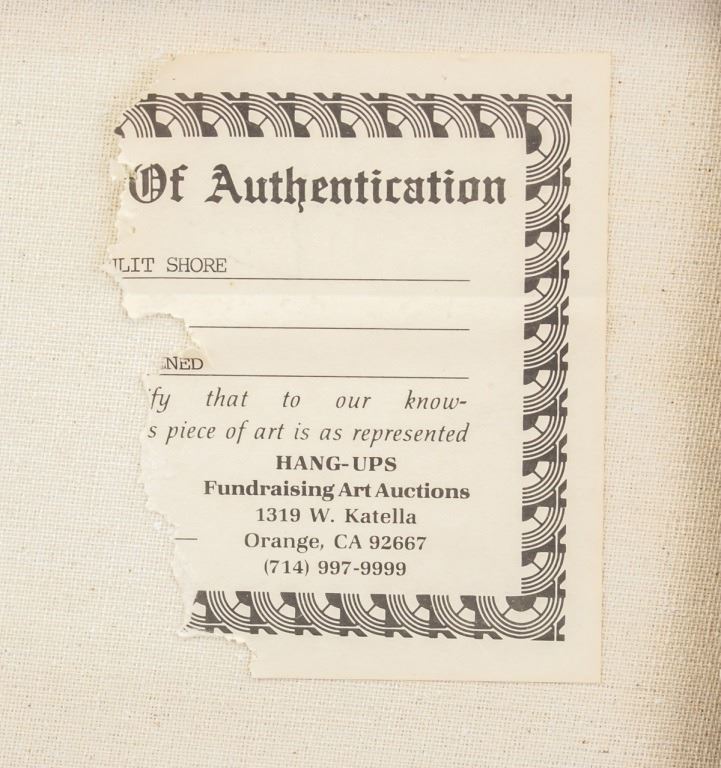 Of Authentication
LIT SHORE
NED
fy that to our know-
s piece of art is as represented
HANG-UPS
Fundraising Art Auctions
1319 W. Katella
Orange, CA 92667
(714) 997-9999